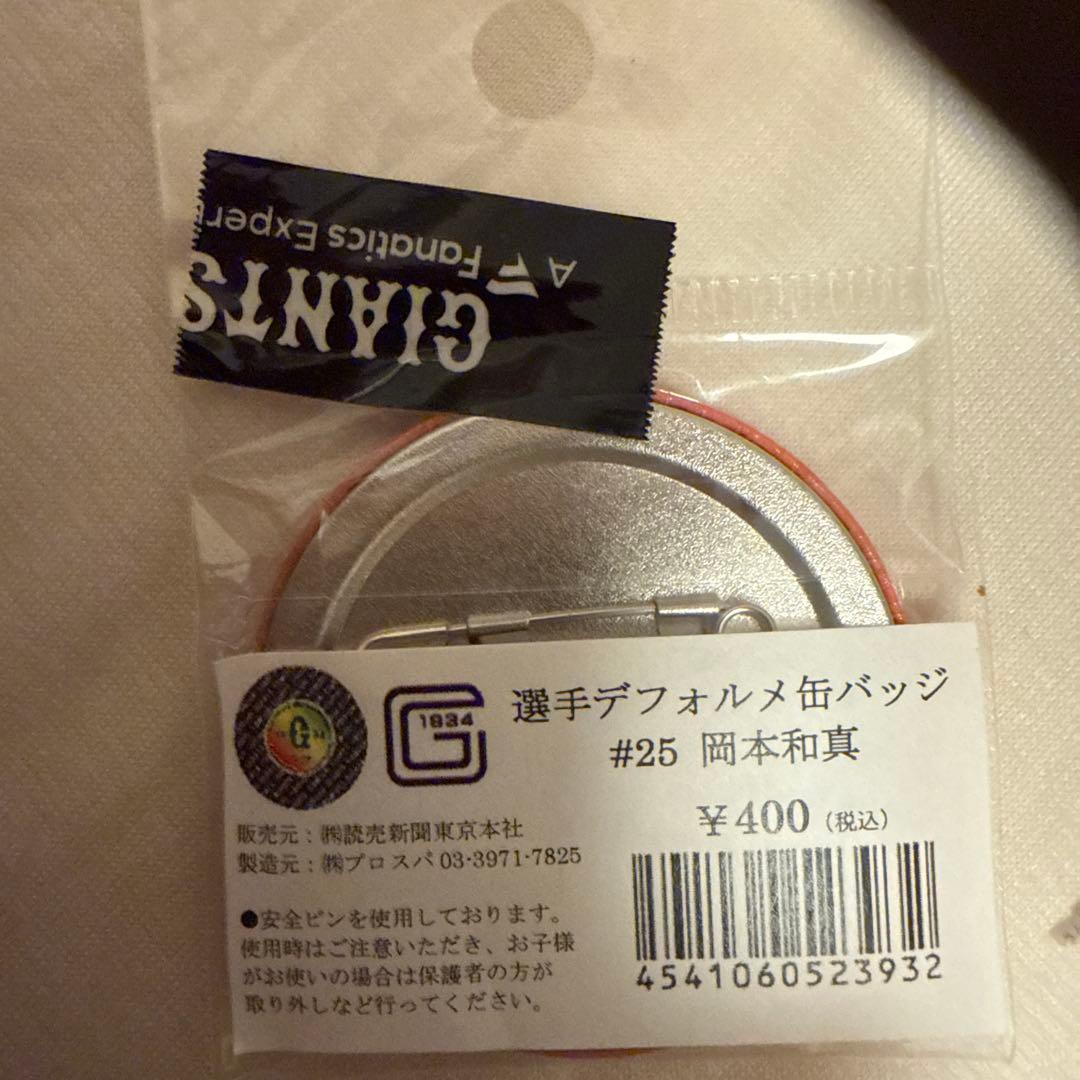 A Fanatics Experi
GIANTS
1934
G
選手デフォルメ缶バッジ
#25 岡本和真
¥400(税込)
販売元:㈱読売新聞東京本社
製造元:㈱プロスパ 03-3971-7825
●安全ピンを使用しております。
使用時はご注意いただき、お子様
がお使いの場合は保護者の方が
取り外しなど行ってください。
4541060523932